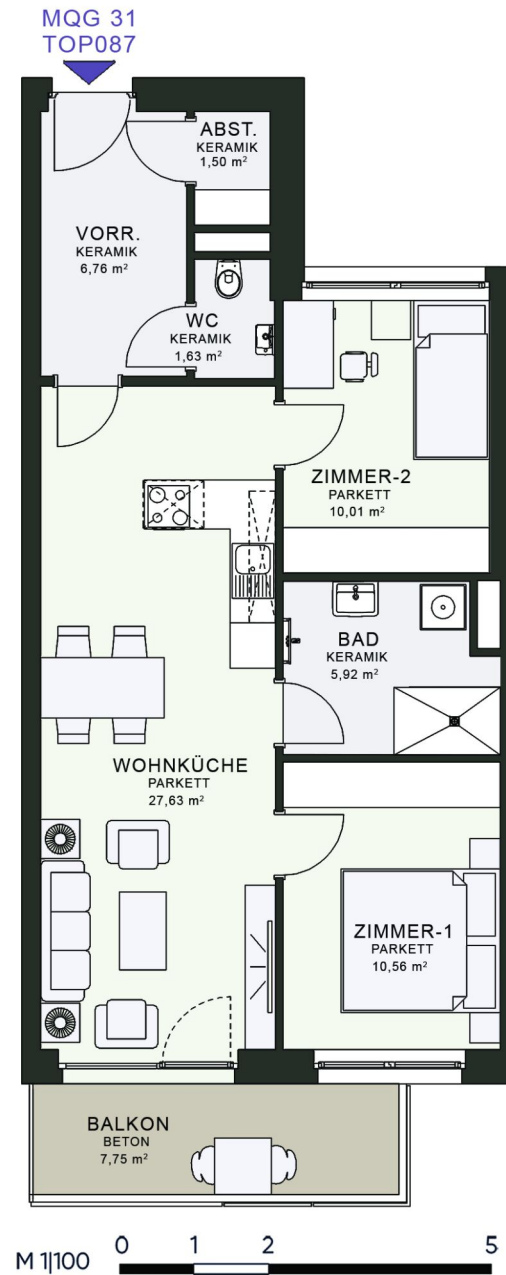 MQG 31
TOP087
ABST.
KERAMIK
1,50 m²
VORR.
KERAMIK
6,76 m²
WC
KERAMIK
1,63 m²
ZIMMER-2
PARKETT
10,01 m²
BAD
KERAMIK
5,92 m²
WOHNKÜCHE
PARKETT
27,63 m²
ZIMMER-1
PARKETT
10,56 m²
BALKON
BETON
7,75 m²
M 1|100
0 1 2 5